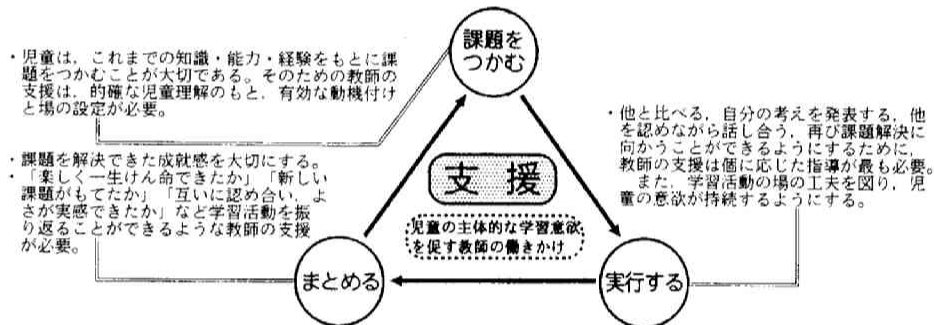 課題を
つかむ
・児童は，これまでの知識・能力・経験をもとに課
題をつかむことが大切である。そのための教師の
支援は，的確な児童理解のもと，有効な動機付け
と場の設定が必要。
・他と比べる，自分の考えを発表する，他
を認めながら話し合う，再び課題解決に
向かうことができるようにするために，
教師の支援は個に応じた指導が最も必要。
また，学習活動の場の工夫を図り，児
童の意欲が持続するようにする。
・課題を解決できた成就感を大切にする。
・「楽しく一生けん命できたか」「新しい
課題がもてたか」「互いに認め合い，よ
さが実感できたか」など学習活動を振
り返ることができるような教師の支援
が必要。
支援
児童の主体的な学習意欲
を促す教師の働きかけ
まとめる
実行する